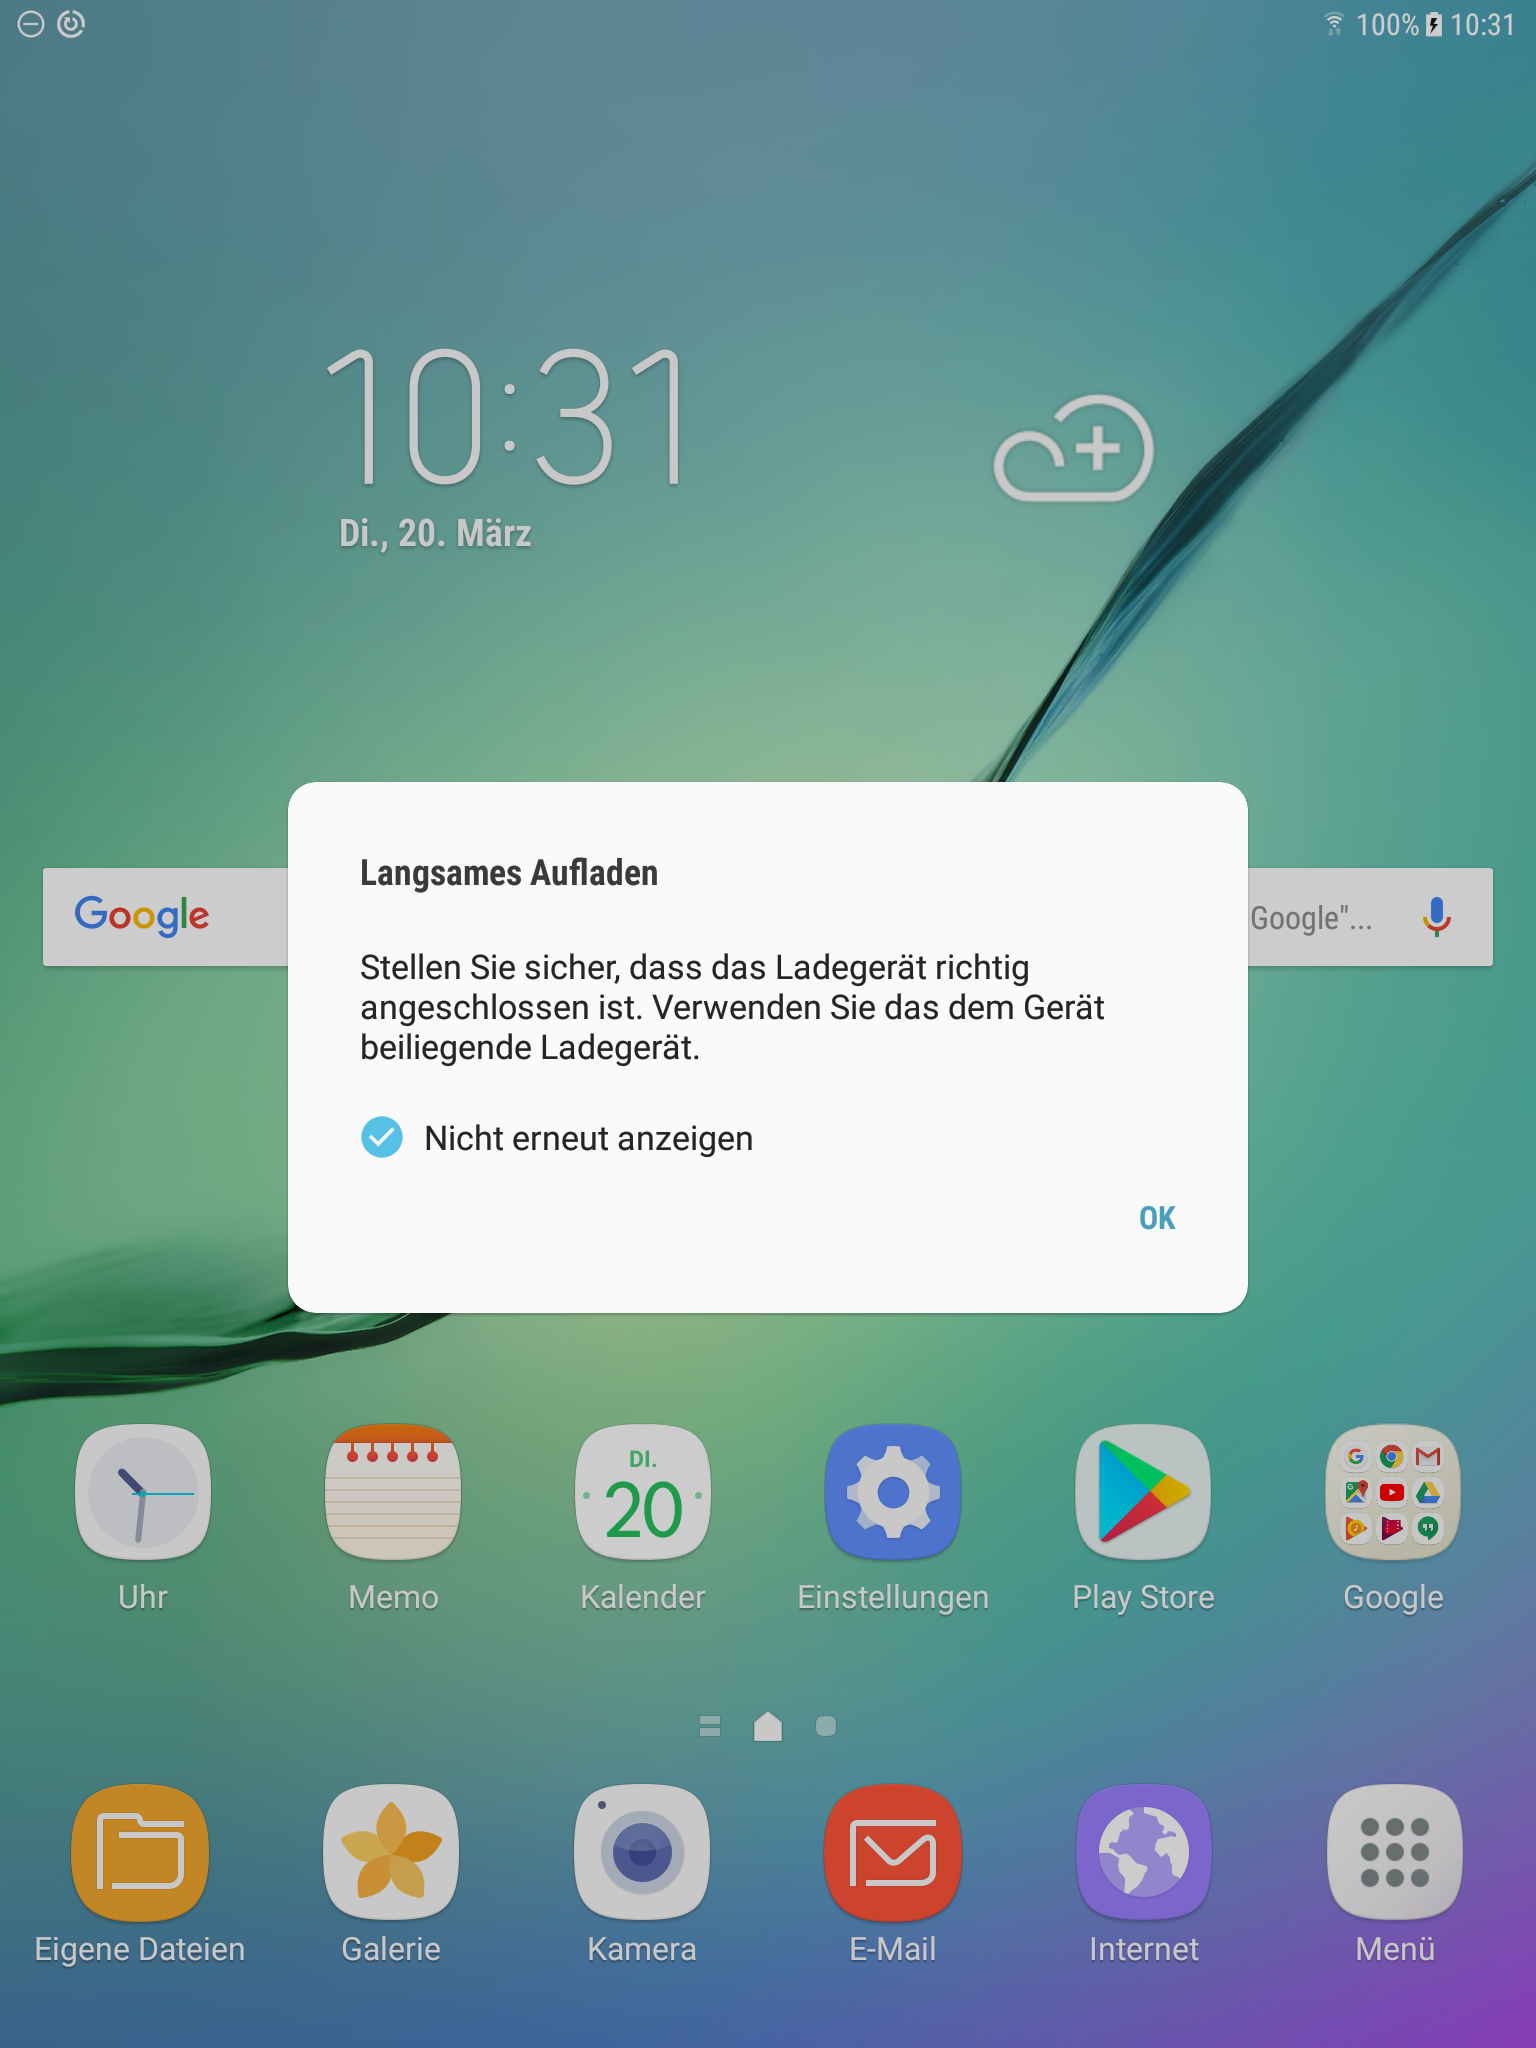 100% 10:31
10:31
Di., 20. März
Langsames Aufladen
Google
Google"...
Stellen Sie sicher, dass das Ladegerät richtig
angeschlossen ist. Verwenden Sie das dem Gerät
beiliegende Ladegerät.
Nicht erneut anzeigen
OK
DI.
20
Uhr Memo Kalender Einstellungen Play Store Google
Eigene Dateien Galerie Kamera E-Mail Internet Menü